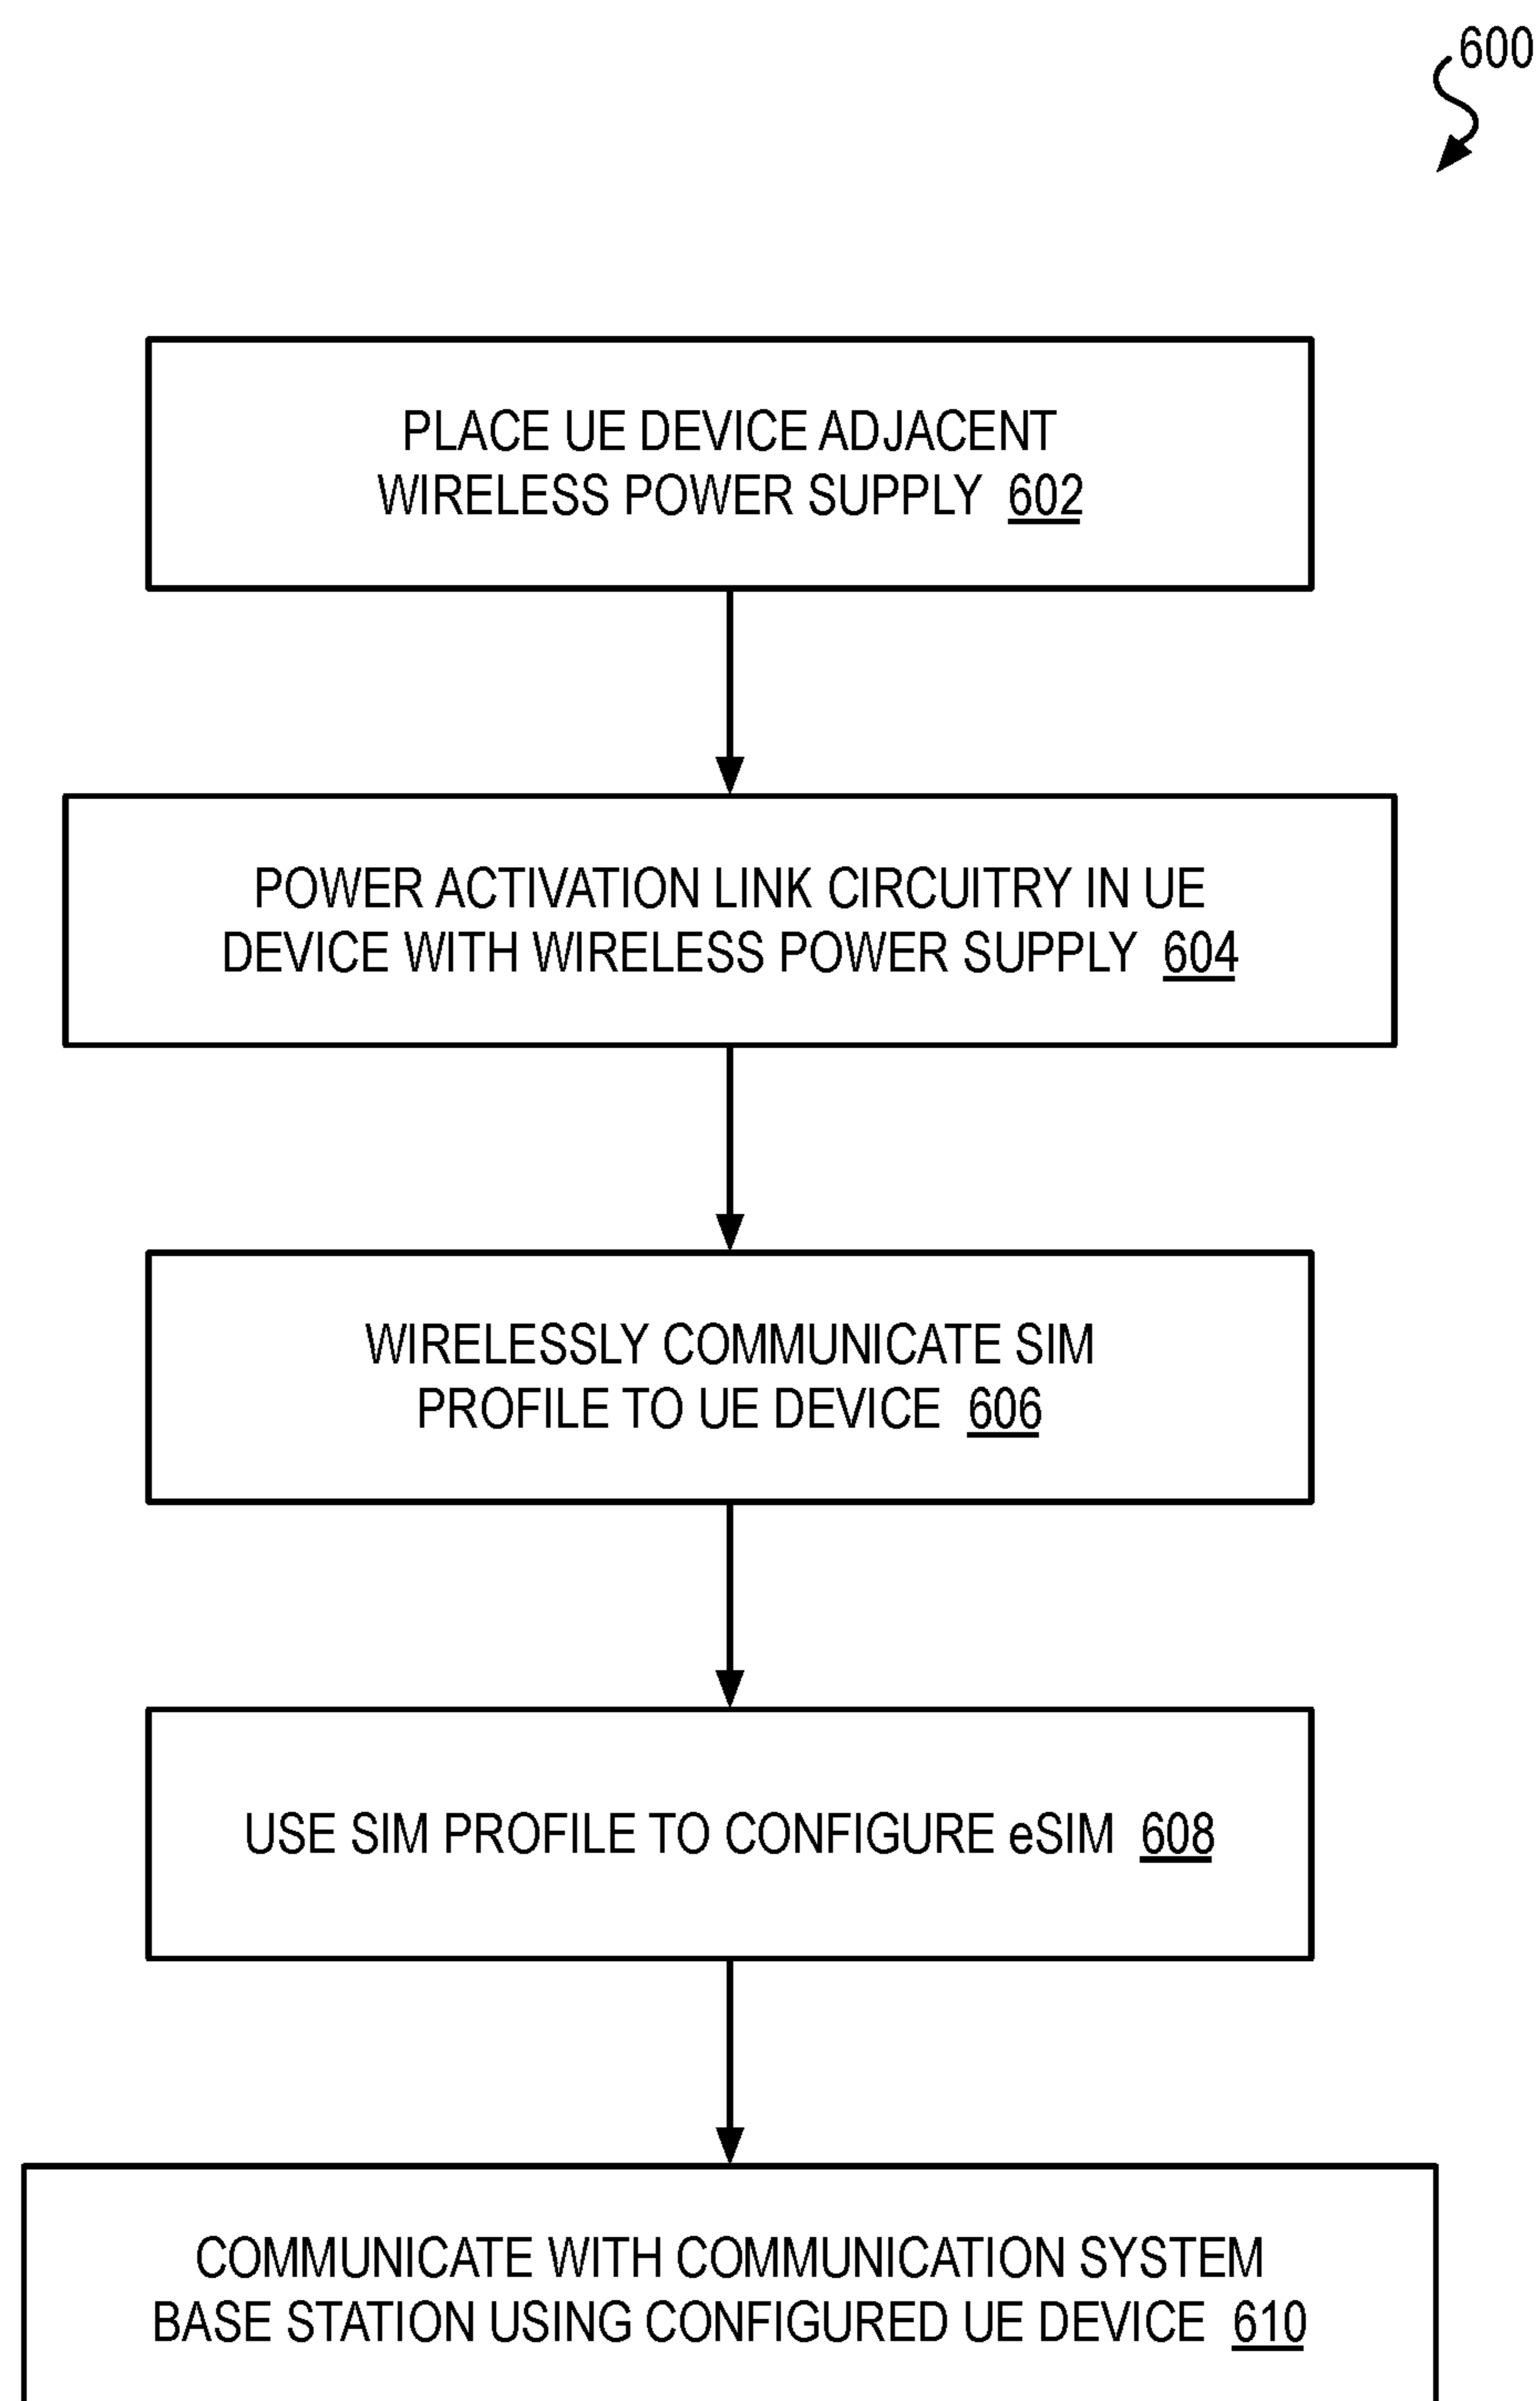 600
PLACE UE DEVICE ADJACENT
WIRELESS POWER SUPPLY 602
POWER ACTIVATION LINK CIRCUITRY IN UE
DEVICE WITH WIRELESS POWER SUPPLY 604
WIRELESSLY COMMUNICATE SIM
PROFILE TO UE DEVICE 606
USE SIM PROFILE TO CONFIGURE eSIM 608
COMMUNICATE WITH COMMUNICATION SYSTEM
BASE STATION USING CONFIGURED UE DEVICE 610